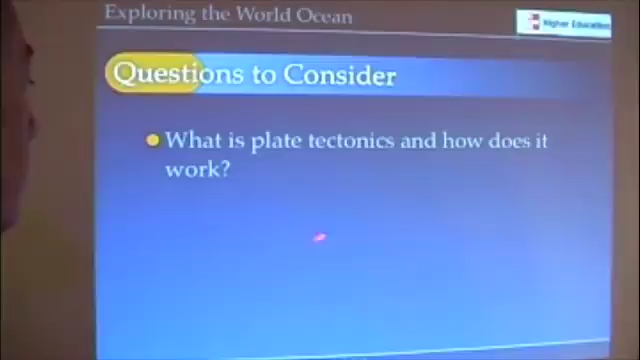 Exploring the World Ocean
Higher Education
Questions to Consider
What is plate tectonics and how does it
work?